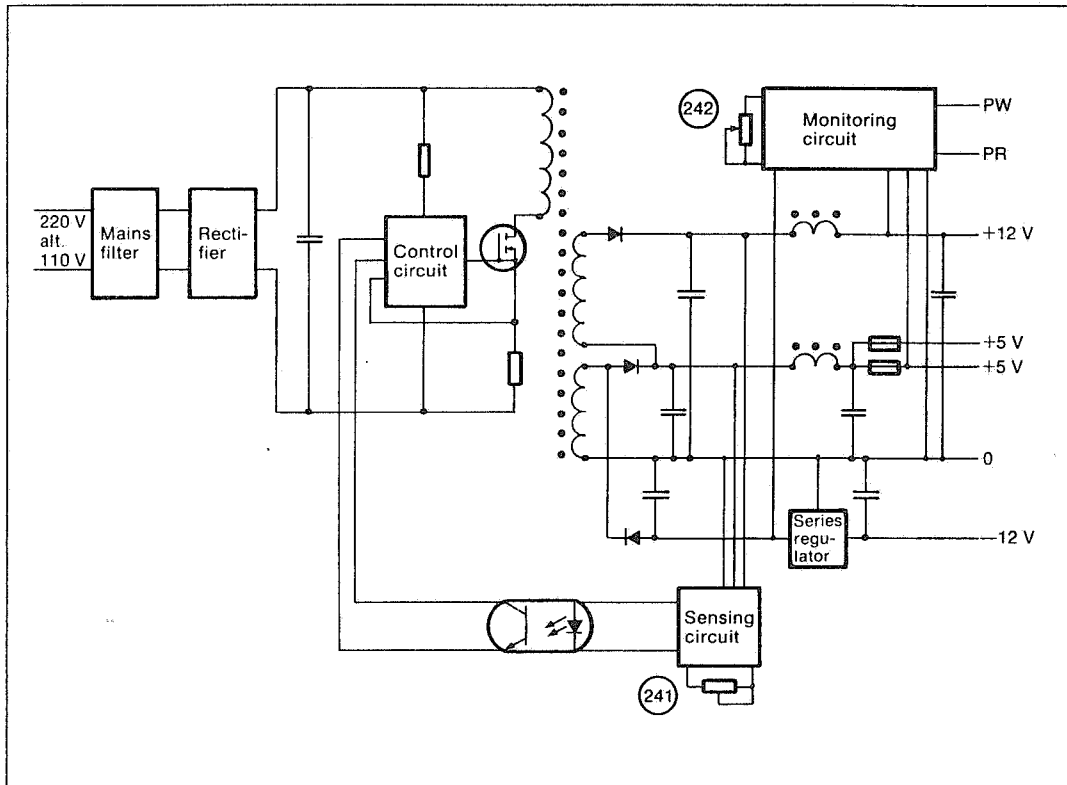 242
Monitoring
circuit
PW
PR
220 V
alt.
110 V
Mains
filter
Recti-
fier
Control
circuit
+12 V
+5 V
+5 V
0
Series
regu-
lator
-12 V
Sensing
circuit
241